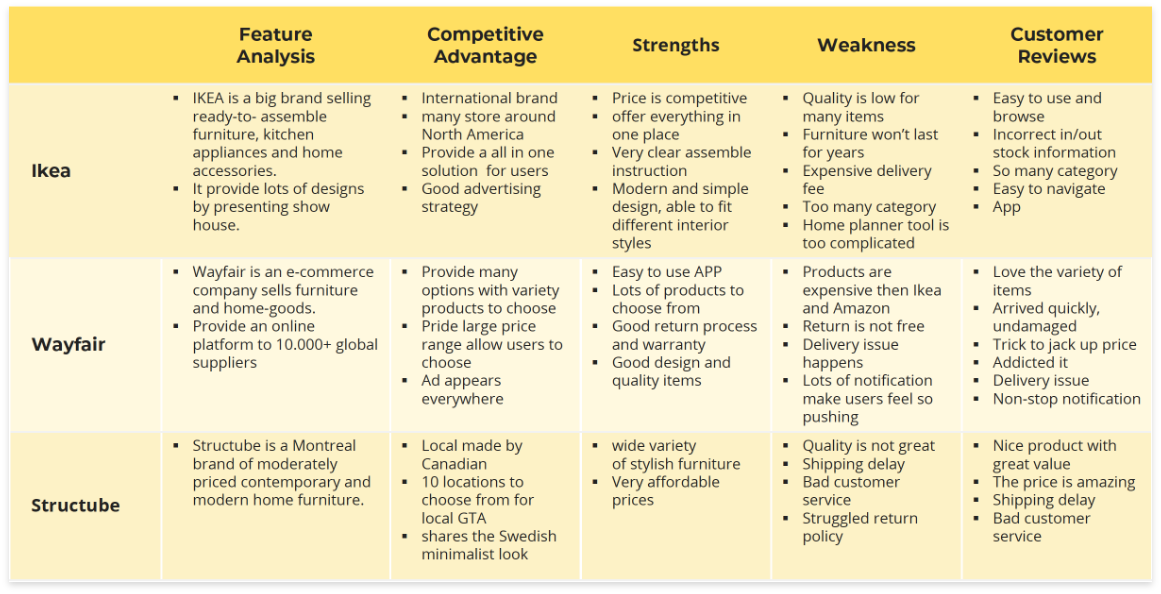 Feature
Analysis
Competitive
Advantage
Strengths
Weakness
Customer
Reviews
Ikea
▪ IKEA is a big brand selling
ready-to- assemble
furniture, kitchen
appliances and home
accessories.
▪ It provide lots of designs
by presenting show
house.
▪ International brand
▪ many store around
North America
▪ Provide a all in one
solution for users
▪ Good advertising
strategy
▪ Price is competitive
▪ offer everything in
one place
▪ Very clear assemble
instruction
▪ Modern and simple
design, able to fit
different interior
styles
▪ Quality is low for
many items
▪ Furniture won’t last
for years
▪ Expensive delivery
fee
▪ Too many category
▪ Home planner tool is
too complicated
▪ Easy to use and
browse
▪ Incorrect in/out
stock information
▪ So many category
▪ Easy to navigate
▪ App
Wayfair
▪ Wayfair is an e-commerce
company sells furniture
and home-goods.
▪ Provide an online
platform to 10.000+ global
suppliers
▪ Provide many
options with variety
products to choose
▪ Pride large price
range allow users to
choose
▪ Ad appears
everywhere
▪ Easy to use APP
▪ Lots of products to
choose from
▪ Good return process
and warranty
▪ Good design and
quality items
▪ Products are
expensive then Ikea
and Amazon
▪ Return is not free
▪ Delivery issue
happens
▪ Lots of notification
make users feel so
pushing
▪ Love the variety of
items
▪ Arrived quickly,
undamaged
▪ Trick to jack up price
▪ Addicted it
▪ Delivery issue
▪ Non-stop notification
Structube
▪ Structube is a Montreal
brand of moderately
priced contemporary and
modern home furniture.
▪ Local made by
Canadian
▪ 10 locations to
choose from for
local GTA
▪ shares the Swedish
minimalist look
▪ wide variety
of stylish furniture
▪ Very affordable
prices
▪ Quality is not great
▪ Shipping delay
▪ Bad customer
service
▪ Struggled return
policy
▪ Nice product with
great value
▪ The price is amazing
▪ Shipping delay
▪ Bad customer
service